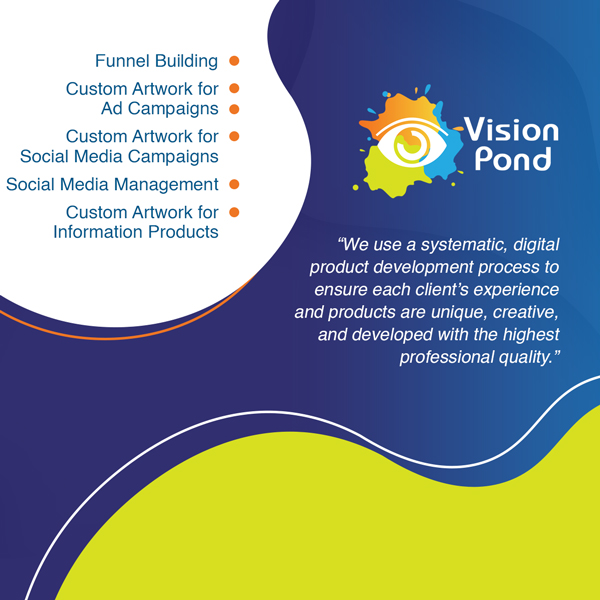 Funnel Building
Custom Artwork for
Ad Campaigns
Custom Artwork for
Social Media Campaigns
Social Media Management
Custom Artwork for
Information Products
Vision
Pond
“We use a systematic, digital
product development process to
ensure each client’s experience
and products are unique, creative,
and developed with the highest
professional quality.”